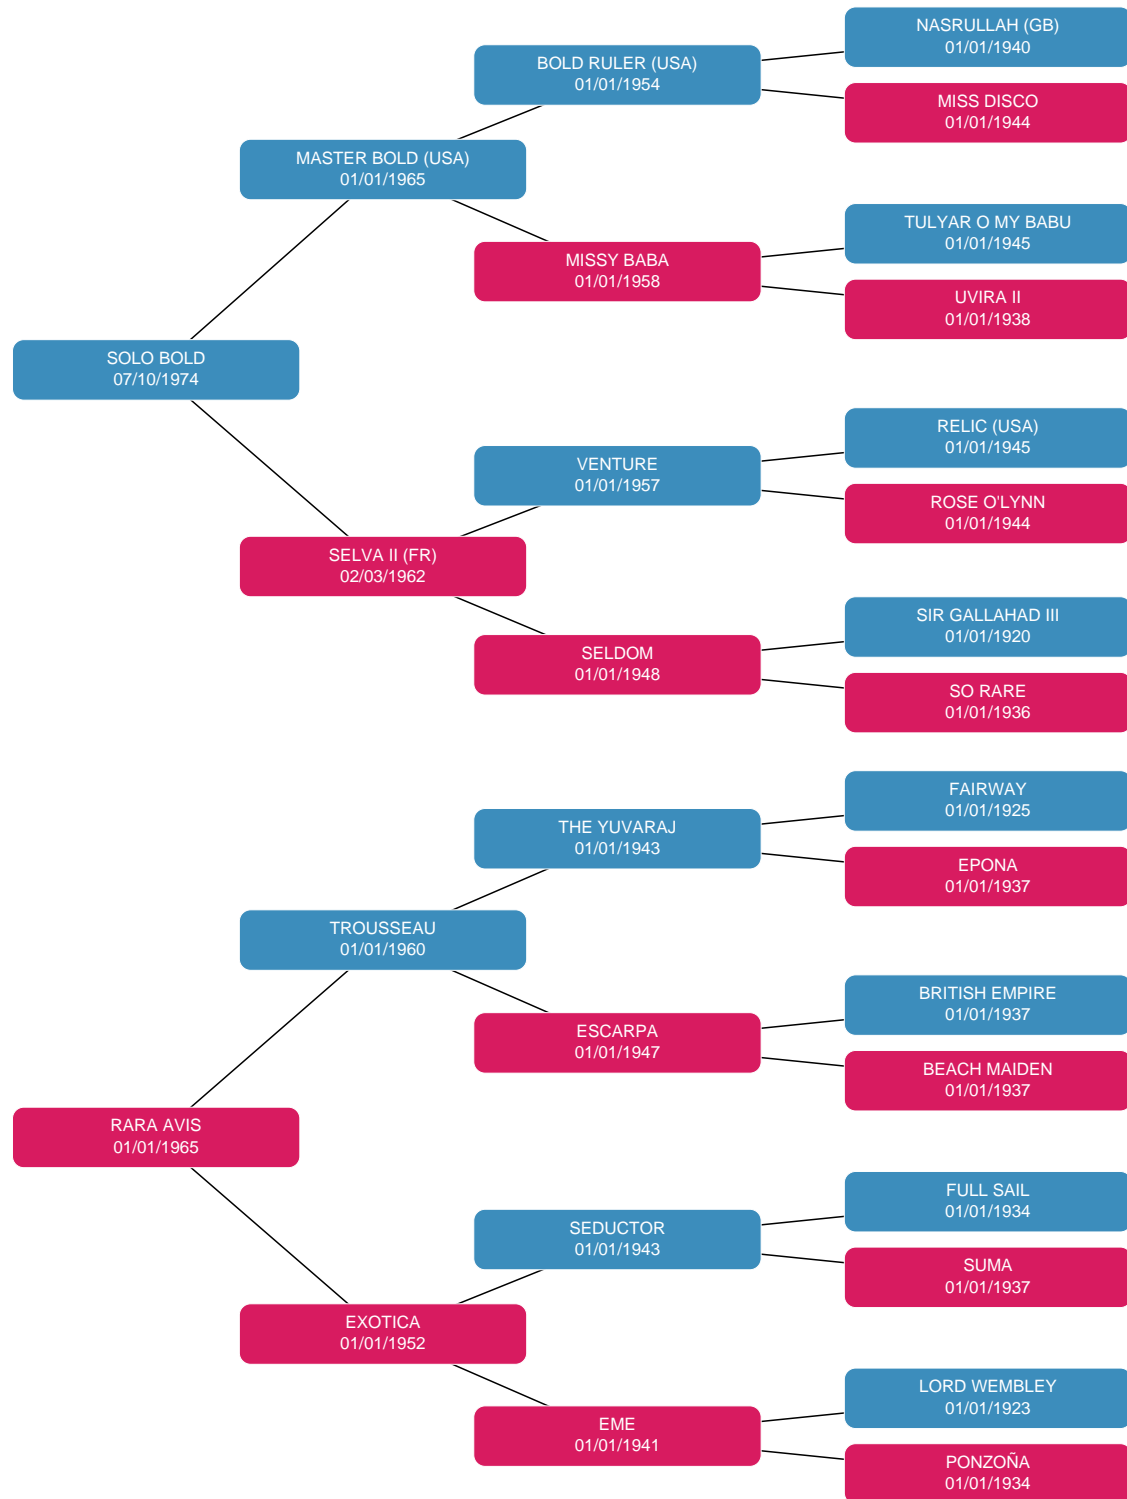 NASRULLAH (GB)
01/01/1940
BOLD RULER (USA)
01/01/1954
MISS DISCO
01/01/1944
MASTER BOLD (USA)
01/01/1965
TULYAR O MY BABU
01/01/1945
MISSY BABA
01/01/1958
UVIRA II
01/01/1938
SOLO BOLD
07/10/1974
RELIC (USA)
01/01/1945
VENTURE
01/01/1957
ROSE O'LYNN
01/01/1944
SELVA II (FR)
02/03/1962
SIR GALLAHAD III
01/01/1920
SELDOM
01/01/1948
SO RARE
01/01/1936
FAIRWAY
01/01/1925
THE YUVARAJ
01/01/1943
EPONA
01/01/1937
TROUSSEAU
01/01/1960
BRITISH EMPIRE
01/01/1937
ESCARPA
01/01/1947
BEACH MAIDEN
01/01/1937
RARA AVIS
01/01/1965
FULL SAIL
01/01/1934
SEDUCTOR
01/01/1943
SUMA
01/01/1937
EXOTICA
01/01/1952
LORD WEMBLEY
01/01/1923
EME
01/01/1941
PONZOÑA
01/01/1934